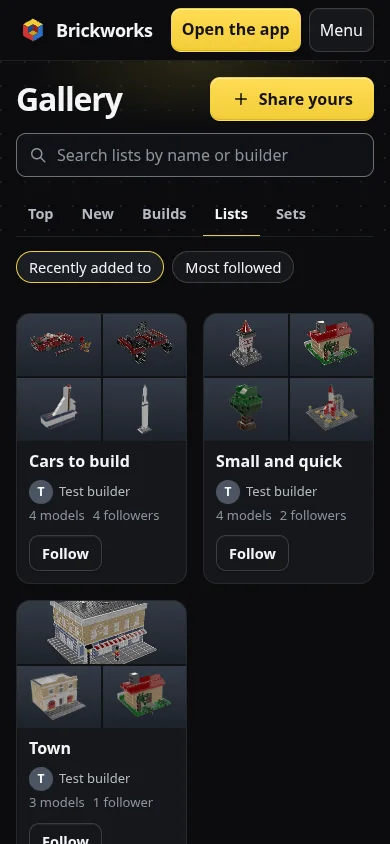 Brickworks
Open the app
Menu
Gallery
Share yours
Search lists by name or builder
Top
New
Builds
Lists
Sets
Recently added to
Most followed
Cars to build
T
Test builder
4 models 4 followers
Follow
Small and quick
T
Test builder
4 models 2 followers
Follow
Town
T
Test builder
3 models 1 follower
Follow